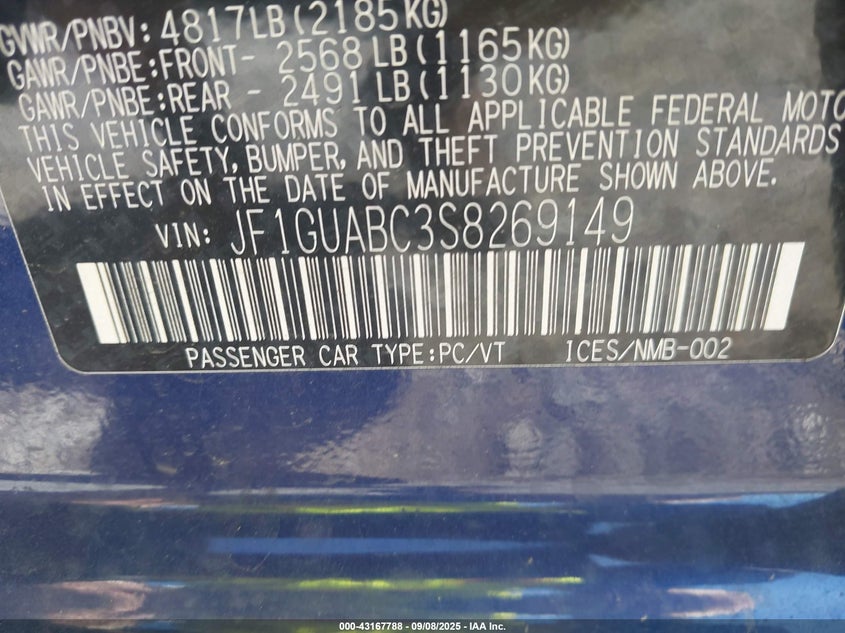 GVWR/PNBV: 4817LB(2185KG)
GAWR/PNBE:FRONT- 2568 LB(1165KG)
GAWR/PNBE:REAR - 2491 LB(1130KG)
THIS VEHICLE CONFORMS TO ALL APPLICABLE FEDERAL MOTO
VEHICLE SAFETY, BUMPER, AND THEFT PREVENTION STANDARDS
IN EFFECT ON THE DATE OF MANUFACTURE SHOWN ABOVE.
VIN: JF1GUABC3S8269149
PASSENGER CAR TYPE:PC/VT ICES/NMB-002
000-43167788 - 09/08/2025 - IAA Inc.